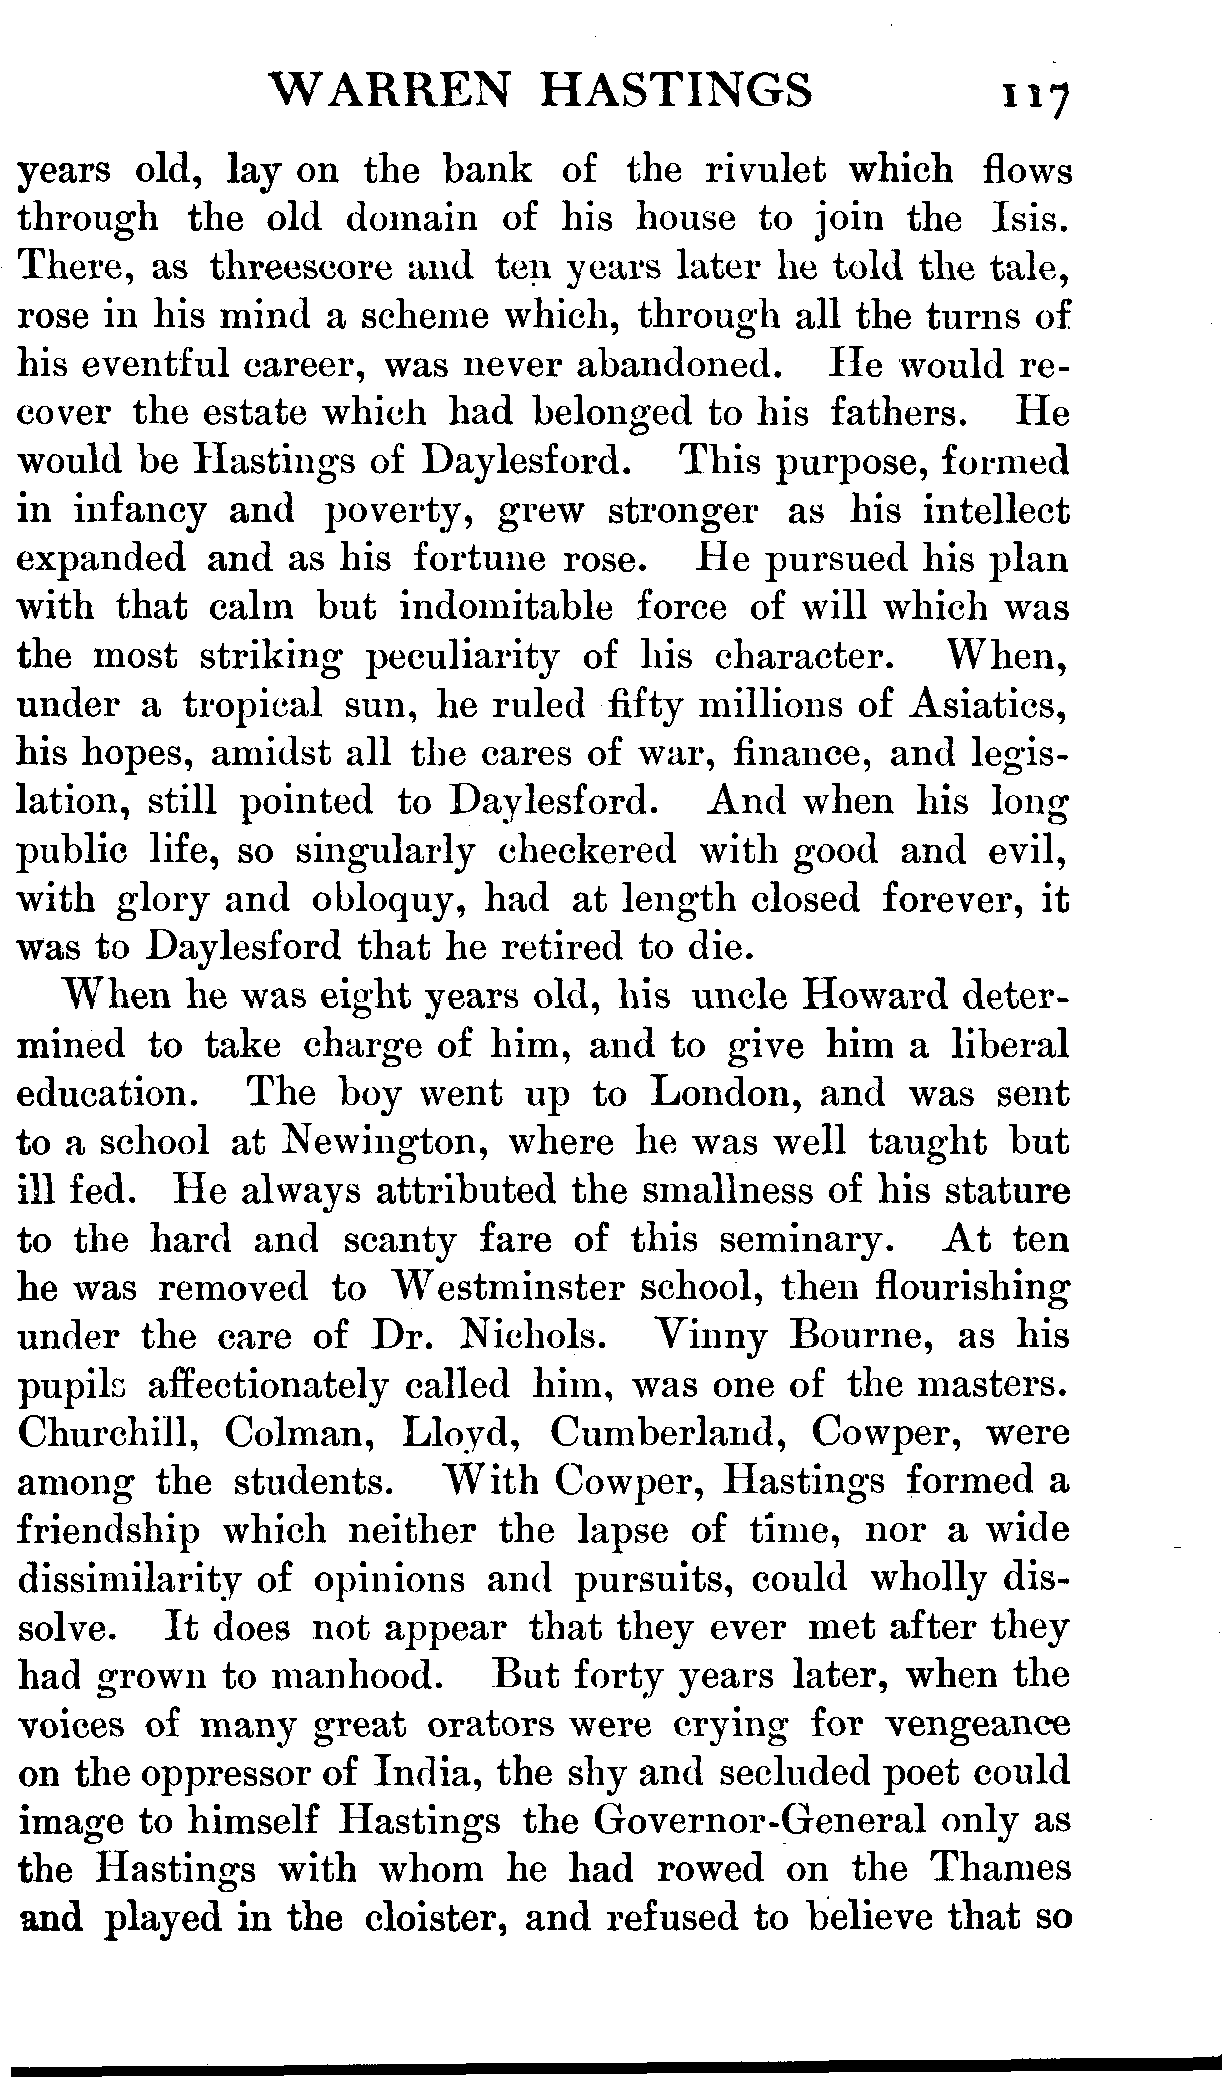 WARREN HASTINGS 117
years old, lay on the bank of the rivulet which flows
through the old domain of his house to join the Isis.
There, as threescore and ten years later he told the tale,
rose in his mind a scheme which, through all the turns of
his eventful career, was never abandoned. He would re-
cover the estate which had belonged to his fathers. He
would be Hastings of Daylesford. This purpose, formed
in infancy and poverty, grew stronger as his intellect
expanded and as his fortune rose. He pursued his plan
with that calm but indomitable force of will which was
the most striking peculiarity of his character. When,
under a tropical sun, he ruled fifty millions of Asiatics,
his hopes, amidst all the cares of war, finance, and legis-
lation, still pointed to Daylesford. And when his long
public life, so singularly checkered with good and evil,
with glory and obloquy, had at length closed forever, it
was to Daylesford that he retired to die.
When he was eight years old, his uncle Howard deter-
mined to take charge of him, and to give him a liberal
education. The boy went up to London, and was sent
to a school at Newington, where he was well taught but
ill fed. He always attributed the smallness of his stature
to the hard and scanty fare of this seminary. At ten
he was removed to Westminster school, then flourishing
under the care of Dr. Nichols. Vinny Bourne, as his
pupils affectionately called him, was one of the masters.
Churchill, Colman, Lloyd, Cumberland, Cowper, were
among the students. With Cowper, Hastings formed a
friendship which neither the lapse of time, nor a wide
dissimilarity of opinions and pursuits, could wholly dis-
solve. It does not appear that they ever met after they
had grown to manhood. But forty years later, when the
voices of many great orators were crying for vengeance
on the oppressor of India, the shy and secluded poet could
image to himself Hastings the Governor-General only as
the Hastings with whom he had rowed on the Thames
and played in the cloister, and refused to believe that so